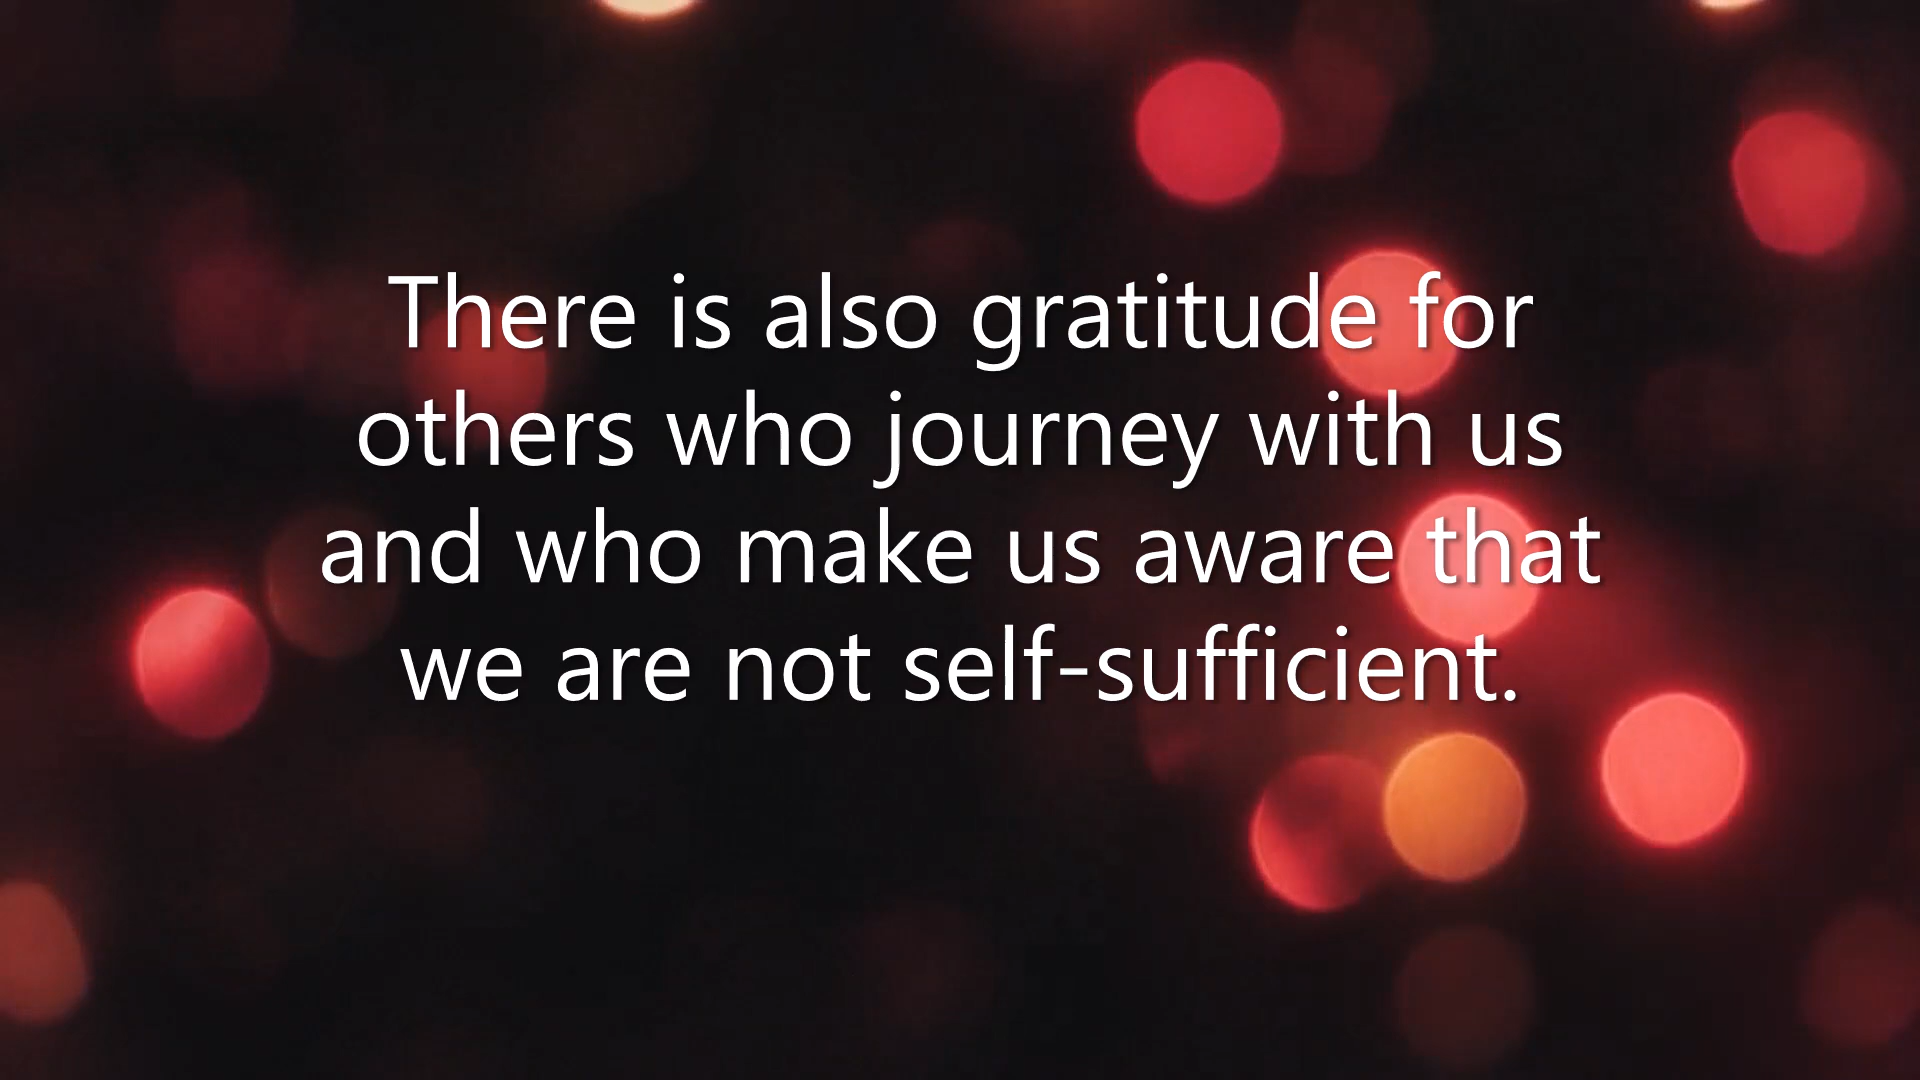 There is also gratitude for
others who journey with us
and who make us aware that
we are not self-sufficient.